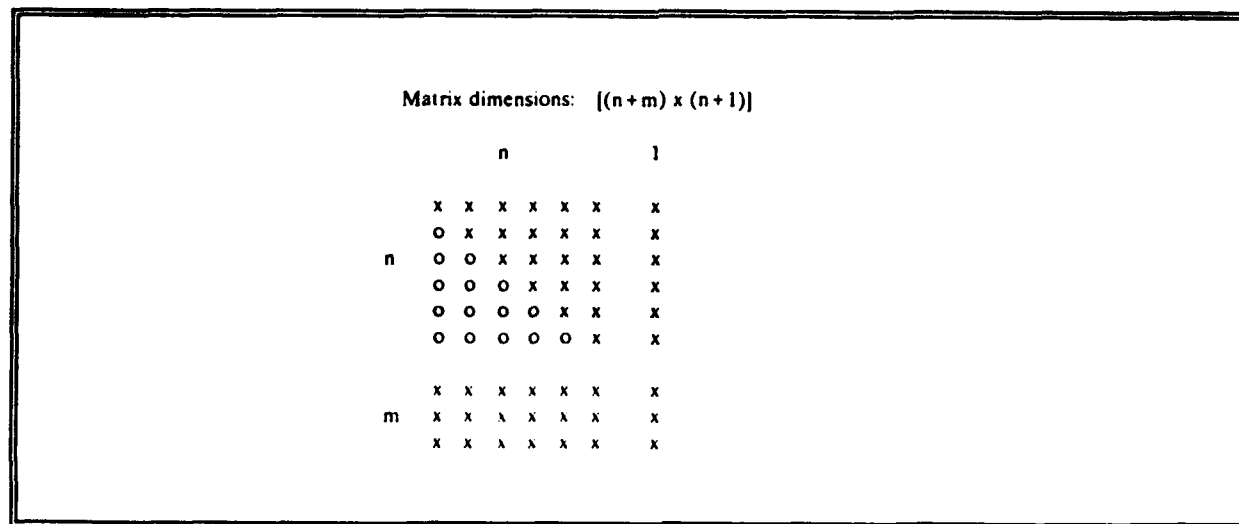 Matrix dimensions: [(n+m) x (n+1)]
n 1
x x x x x x x
o x x x x x x
n o o x x x x x
o o o x x x x
o o o o x x x
o o o o o x x
x x x x x x x
m x x x x x x x
x x x x x x x